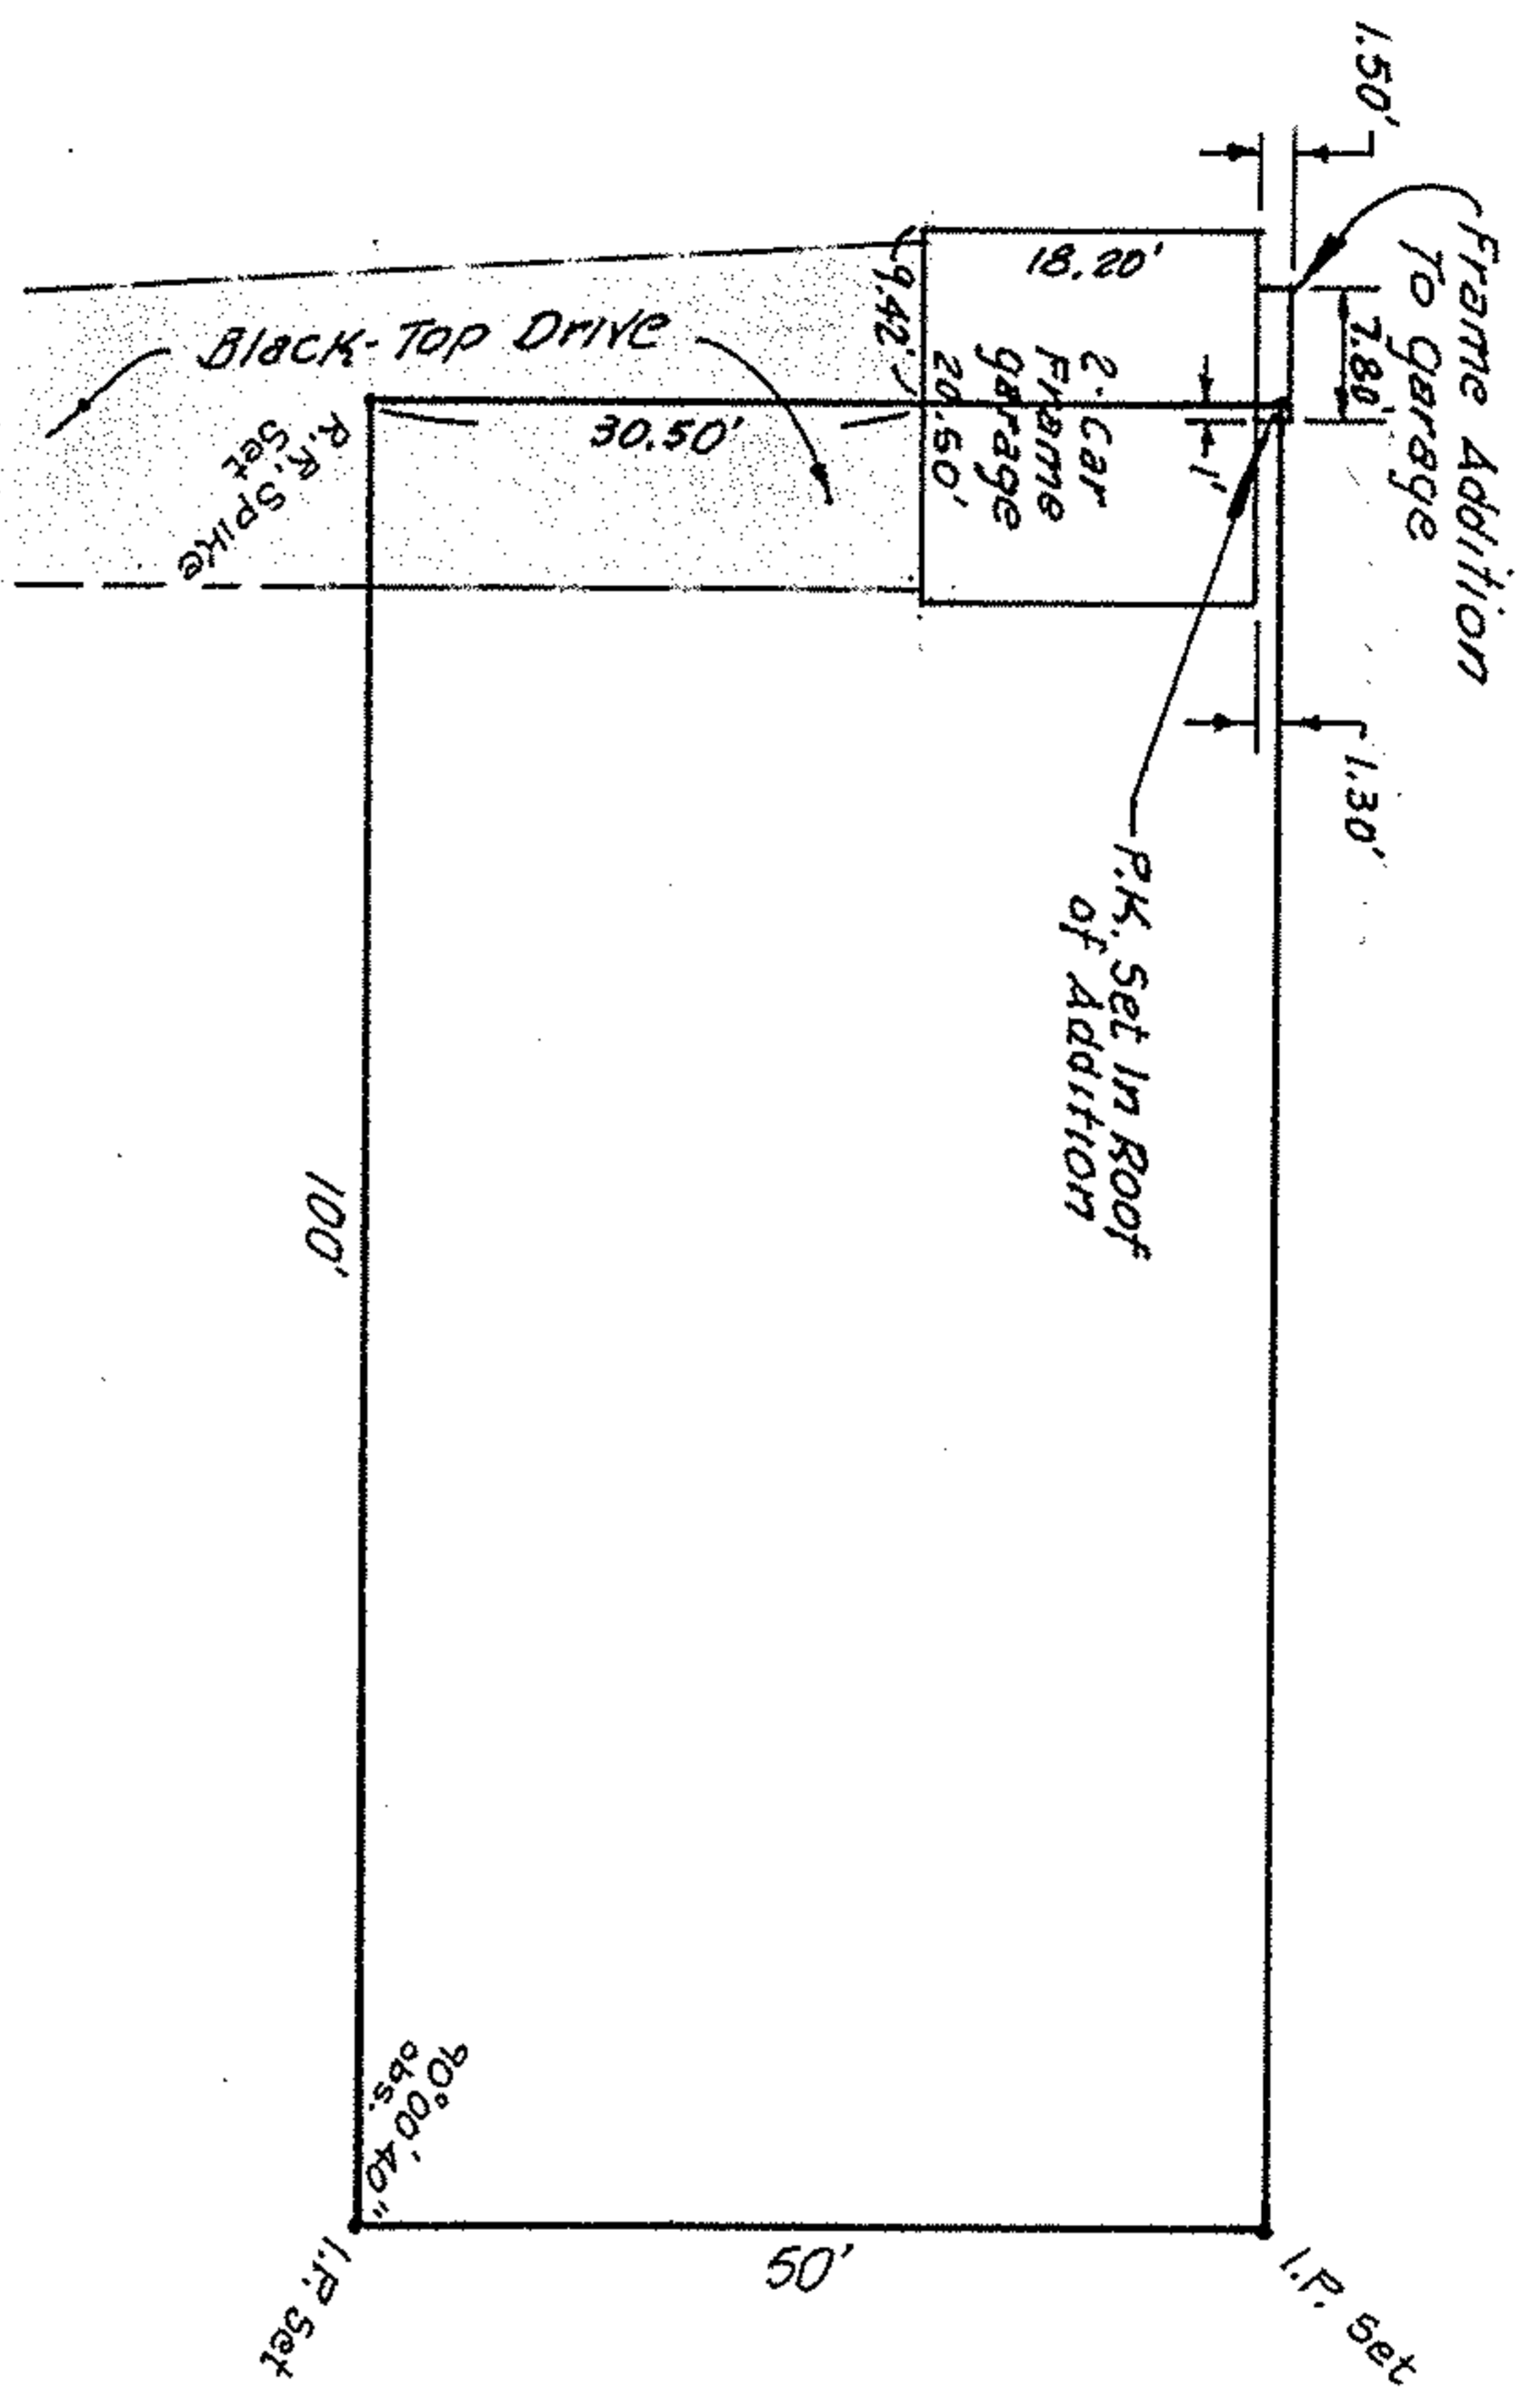 1.50'
Frame Addition
To garage
7.80'
18.20'
9.42'
20.50'
2. Car
Frame
garage
1'
Black-Top Drive
30.50'
R.R. Spike
Set
1.30'
P.K. Set In Roof
of Addition
100'
90°00'40"
obs.
I.P. Set
50'
I.P. Set